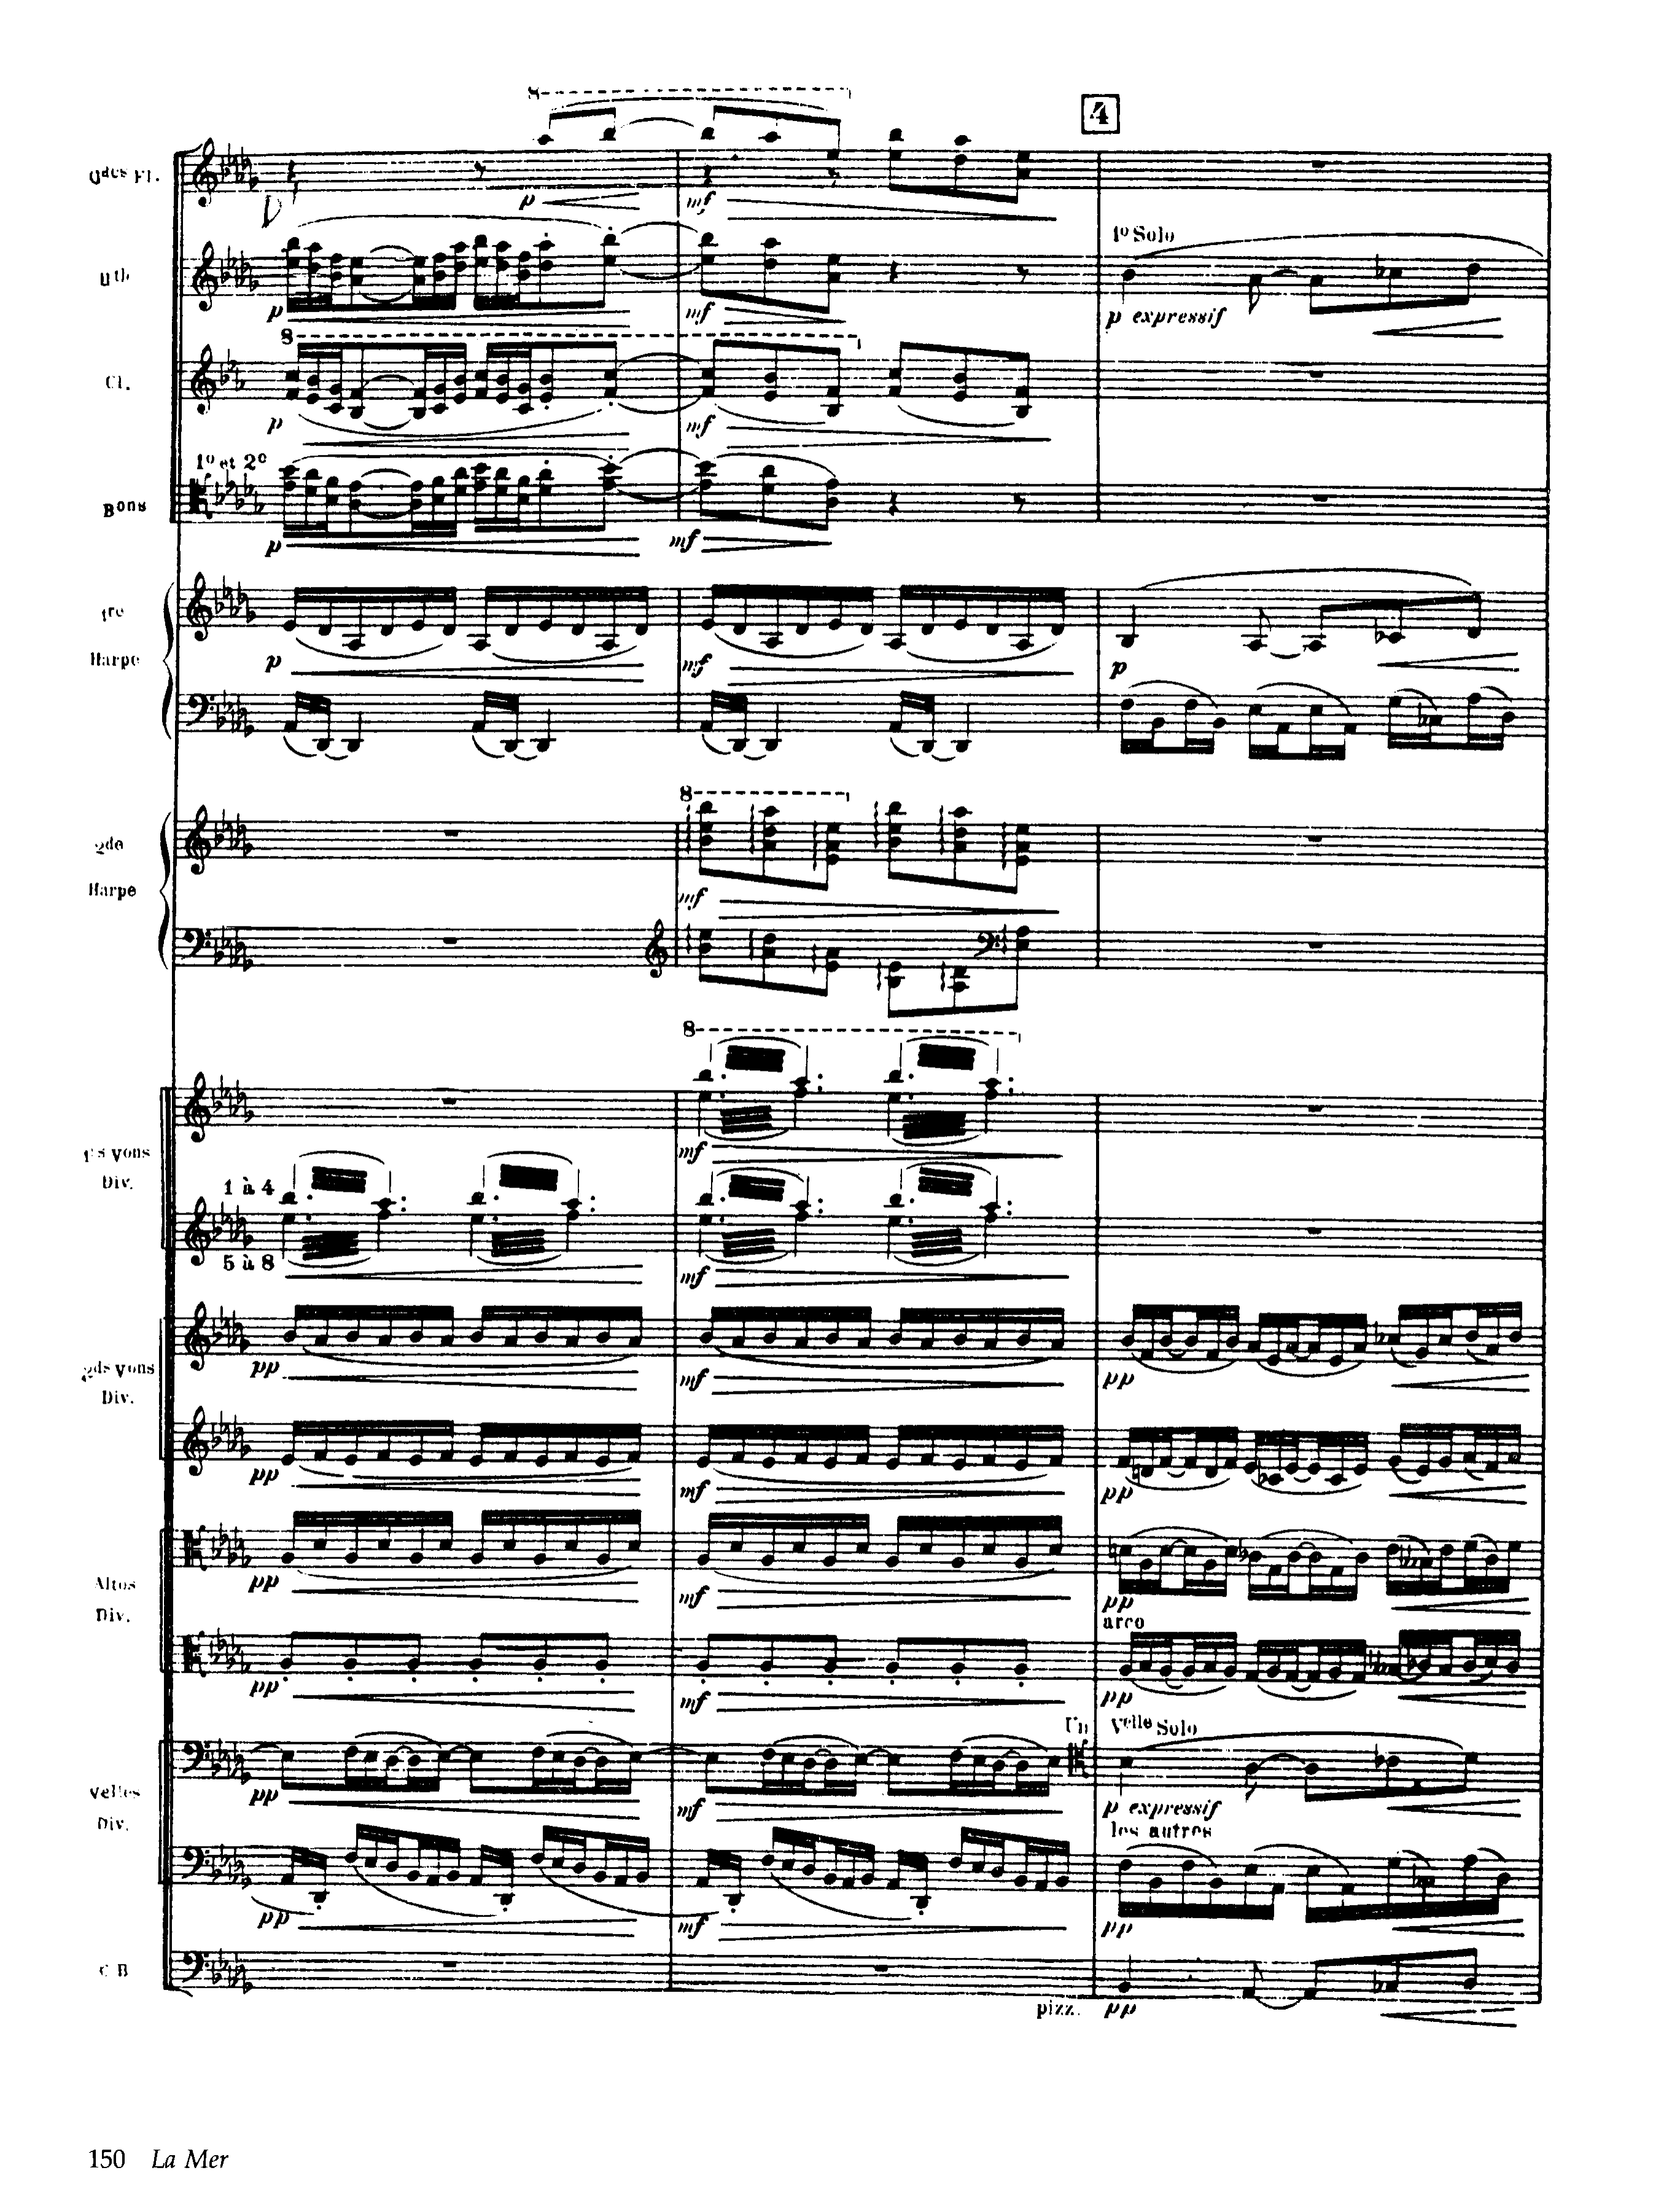 8
4
Gdes Fl.
p
mf
1º Solo
Htb
p
mf
p expressif
8
Cl.
p
mf
1º et 2º
Bons
p
mf
1re
Harpe
p
mf
p
8
2de
Harpe
mf
8
mf
1rs Vons
Div.
1 à 4
5 à 8
mf
pp
mf
pp
2ds Vons
Div.
pp
mf
pp
pp
mf
pp
Altos
Div.
arco
pp
mf
pp
Un Velle Solo
pp
mf
p expressif
Velles
Div.
les autres
pp
mf
pp
C B
pizz.
pp
150 La Mer